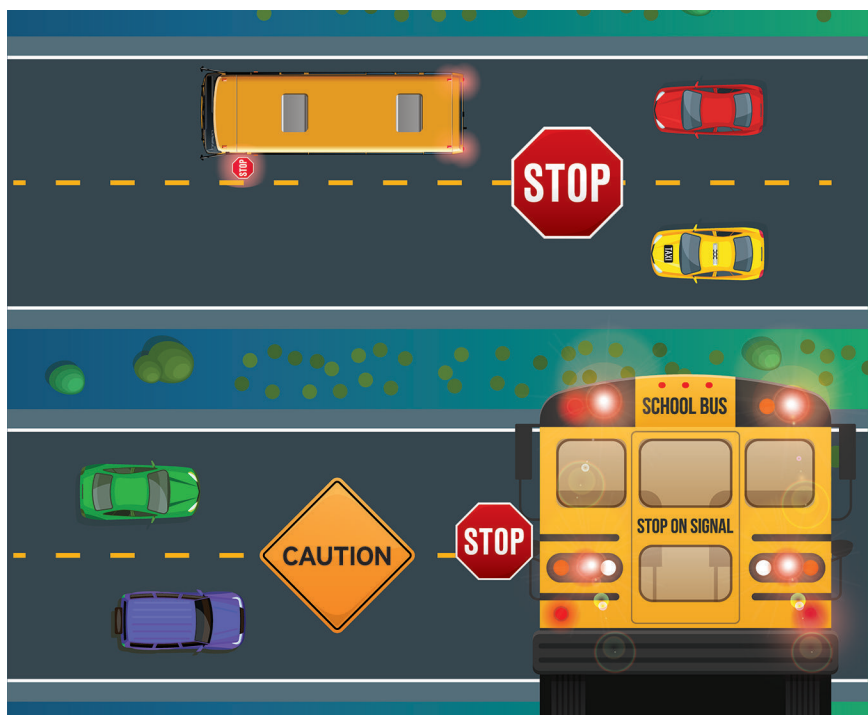 STOP
STOP
TAXI
SCHOOL BUS
CAUTION
STOP
STOP ON SIGNAL